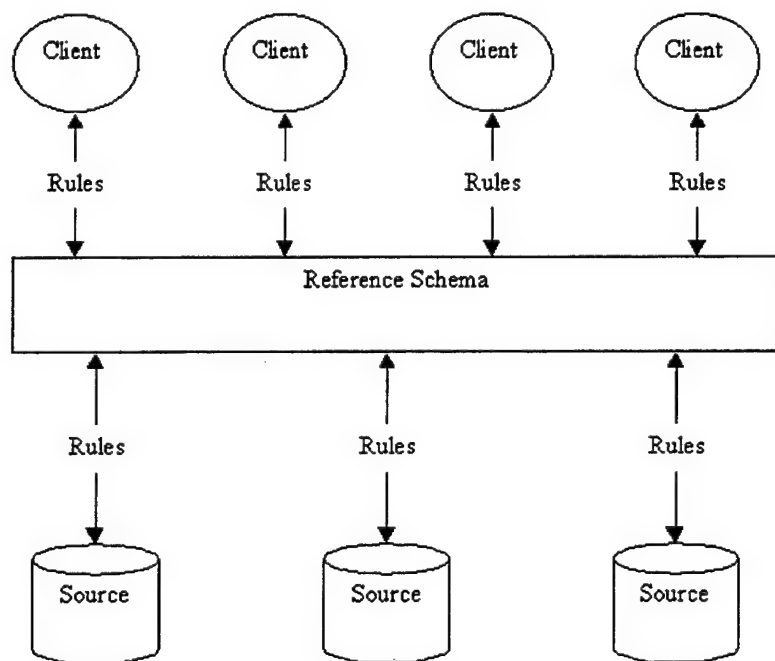 Client Client Client Client
Rules Rules Rules Rules
Reference Schema
Rules Rules Rules
Source Source Source